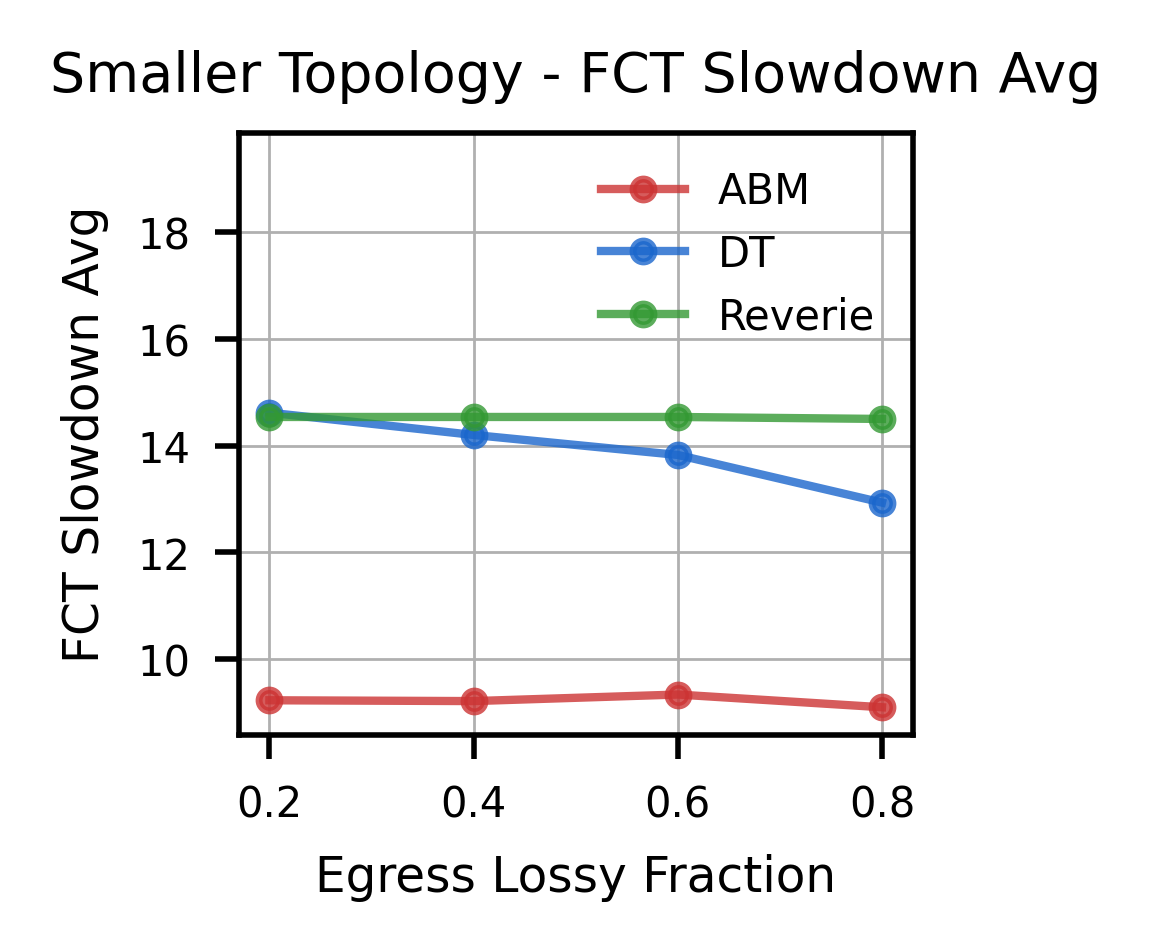 Smaller Topology - FCT Slowdown Avg
FCT Slowdown Avg
18
16
14
12
10
ABM
DT
Reverie
0.2 0.4 0.6 0.8
Egress Lossy Fraction